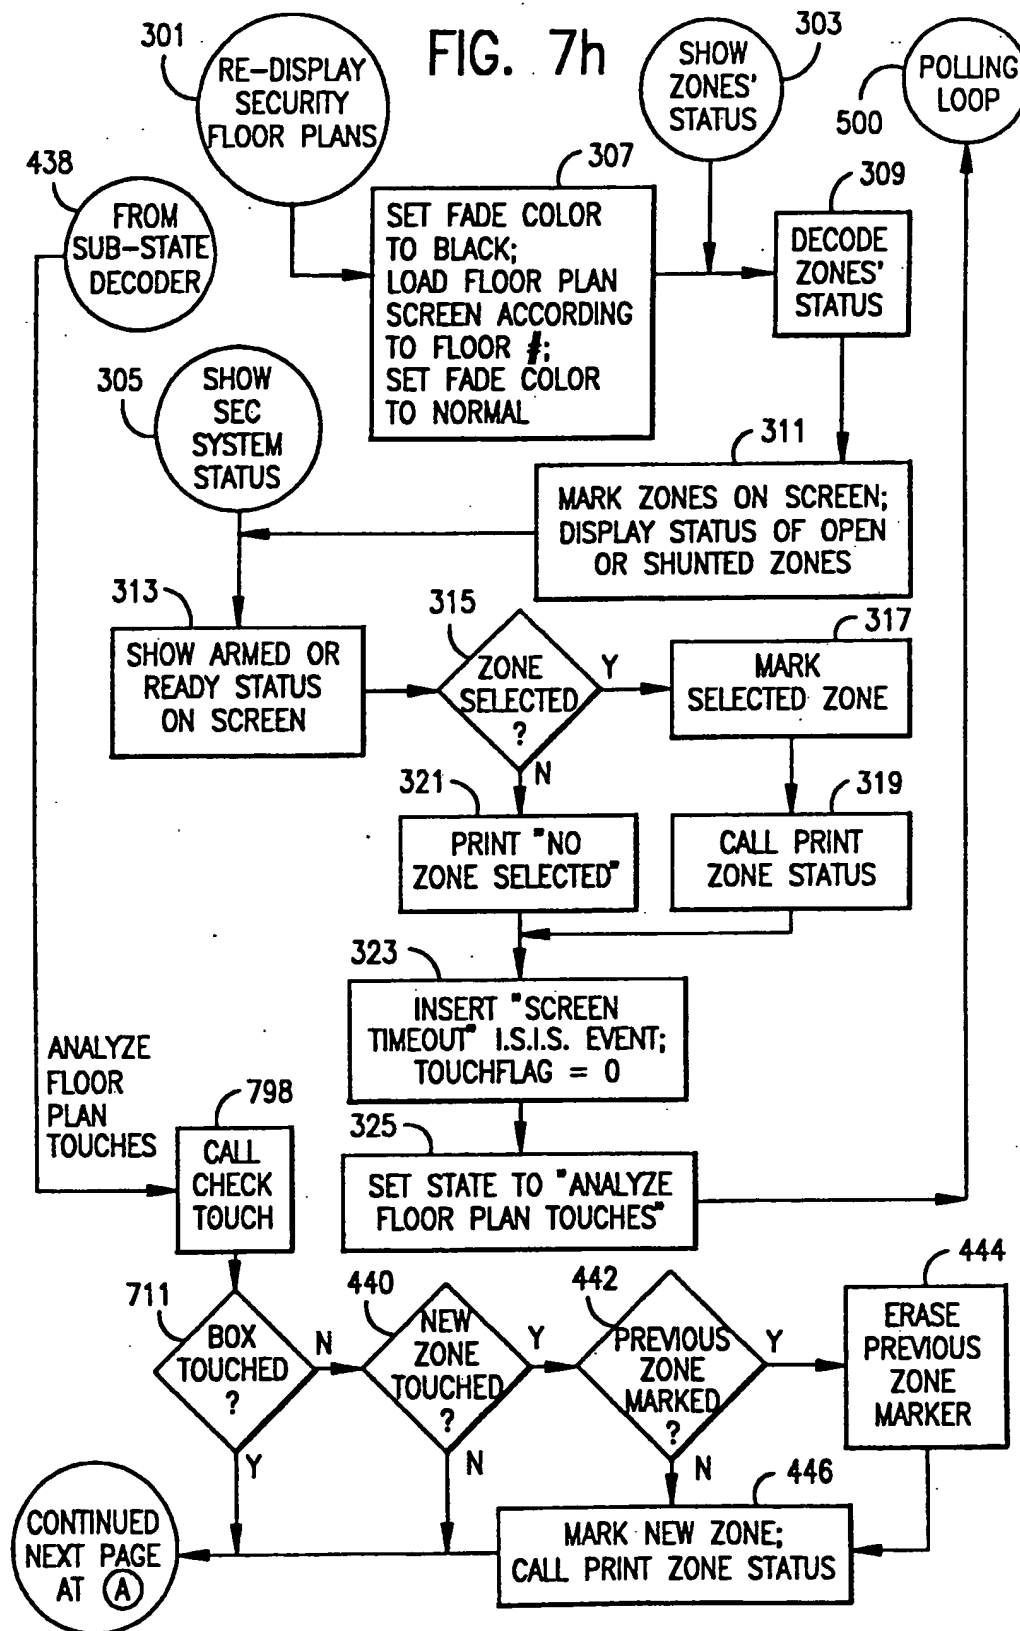 FIG. 7h
301
RE-DISPLAY
SECURITY
FLOOR PLANS
SHOW
ZONES'
STATUS
303
POLLING
LOOP
500
438
FROM
SUB-STATE
DECODER
307
SET FADE COLOR
TO BLACK;
LOAD FLOOR PLAN
SCREEN ACCORDING
TO FLOOR #;
SET FADE COLOR
TO NORMAL
309
DECODE
ZONES'
STATUS
305
SHOW
SEC
SYSTEM
STATUS
311
MARK ZONES ON SCREEN;
DISPLAY STATUS OF OPEN
OR SHUNTED ZONES
313
SHOW ARMED OR
READY STATUS
ON SCREEN
315
ZONE
SELECTED
?
Y
N
317
MARK
SELECTED ZONE
321
PRINT "NO
ZONE SELECTED"
319
CALL PRINT
ZONE STATUS
323
INSERT "SCREEN
TIMEOUT" I.S.I.S. EVENT;
TOUCHFLAG = 0
ANALYZE
FLOOR
PLAN
TOUCHES
325
SET STATE TO "ANALYZE
FLOOR PLAN TOUCHES"
798
CALL
CHECK
TOUCH
711
BOX
TOUCHED
?
N
Y
440
NEW
ZONE
TOUCHED
?
Y
N
442
PREVIOUS
ZONE
MARKED
?
Y
N
444
ERASE
PREVIOUS
ZONE
MARKER
446
MARK NEW ZONE;
CALL PRINT ZONE STATUS
CONTINUED
NEXT PAGE
AT A